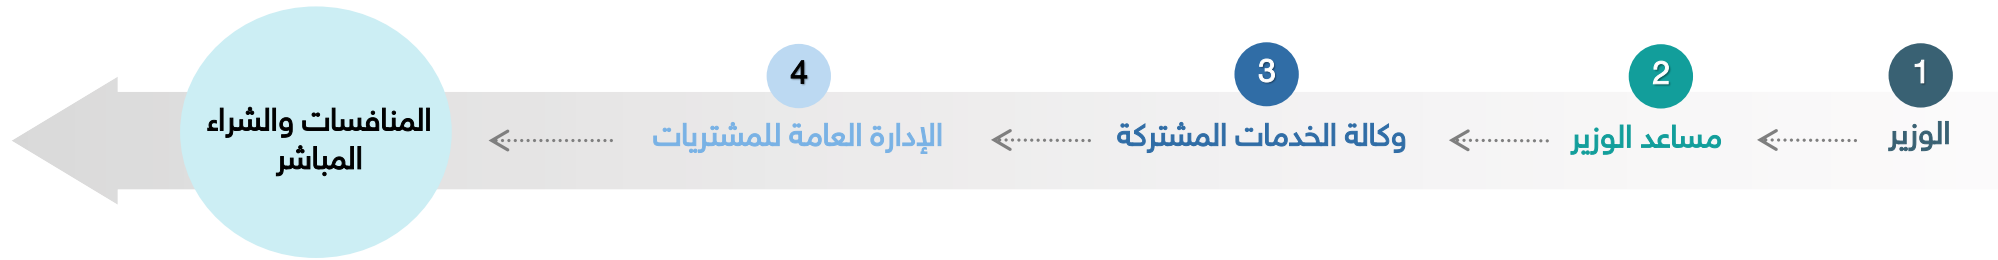 1
الوزير
2
مساعد الوزير
3
وكالة الخدمات المشتركة
4
الإدارة العامة للمشتريات
المنافسات والشراء
المباشر